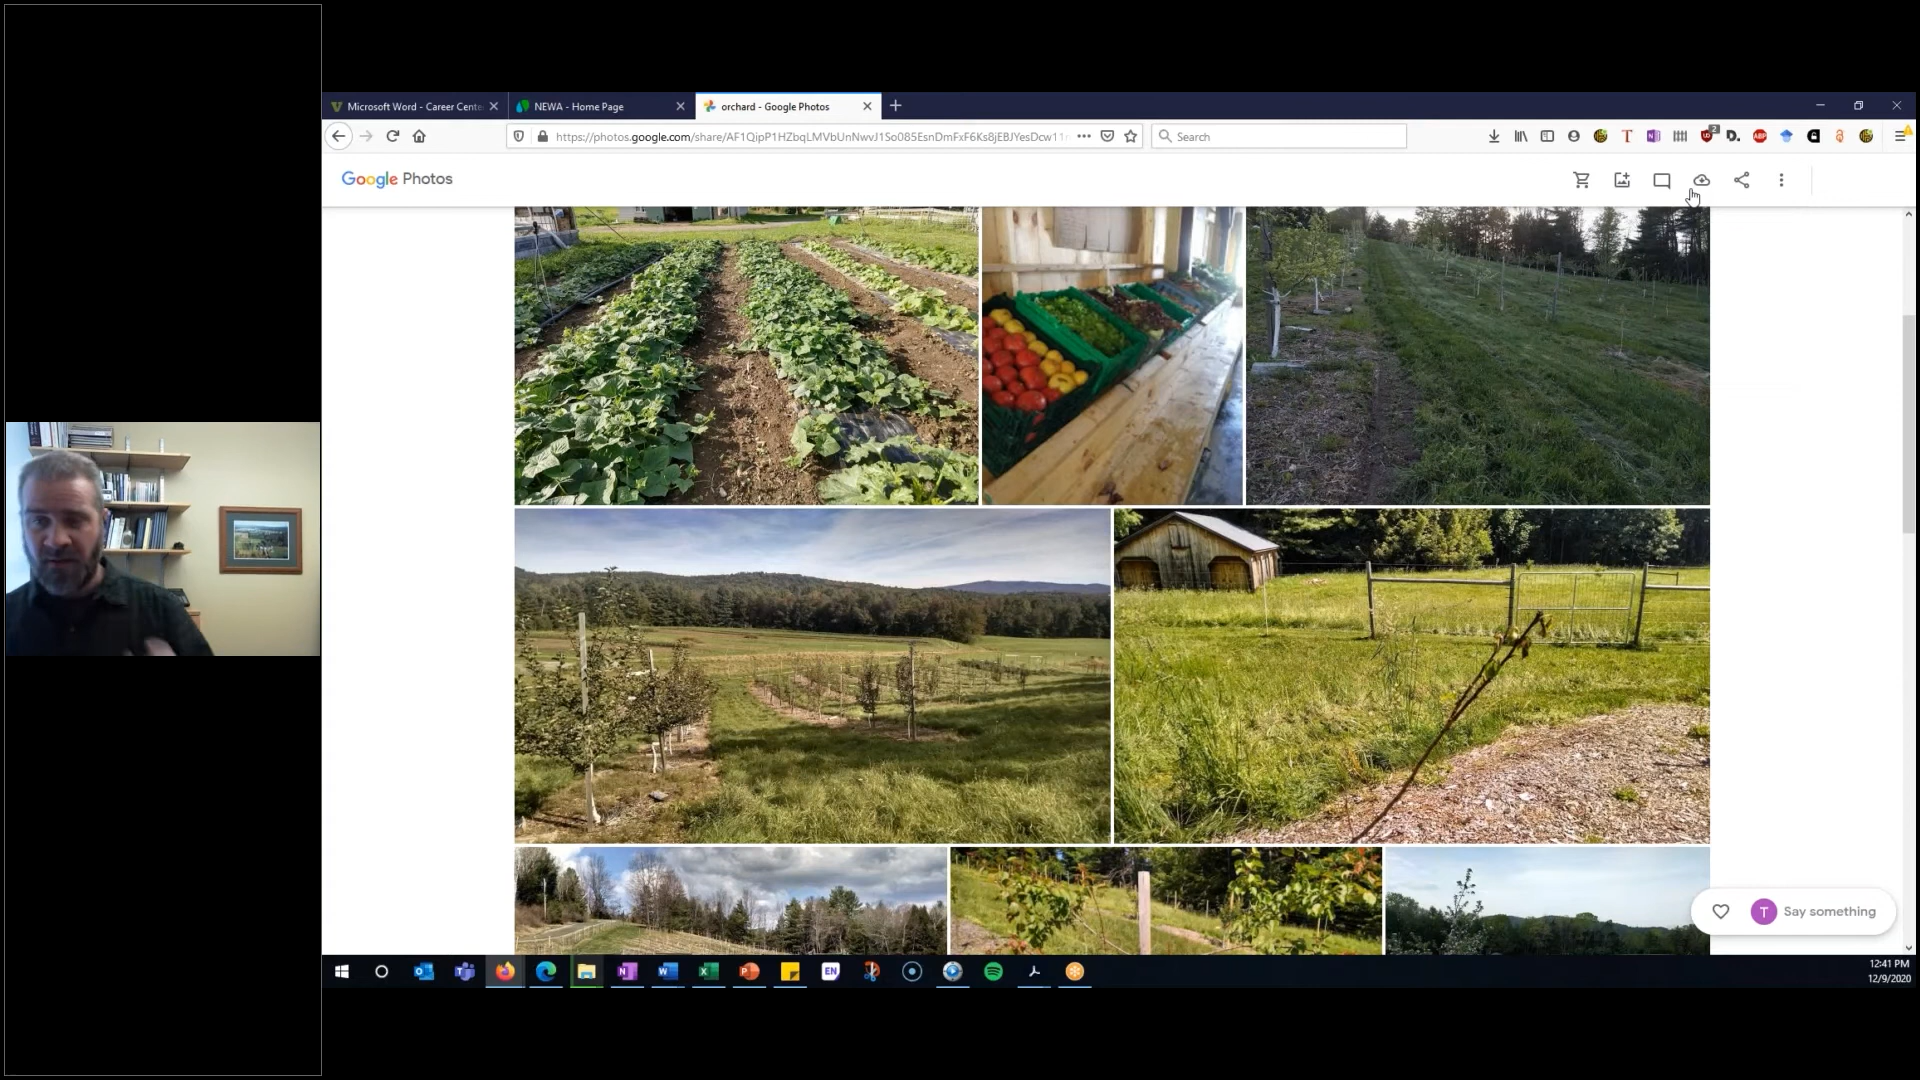 Microsoft Word - Career Cente
NEWA - Home Page
orchard - Google Photos
https://photos.google.com/share/AF1QipP1HZbqLMVbUnNwvJ1So085EsnDmFxF6Ks8jEBJYesDcw11
Search
Google Photos
T Say something
12:41 PM
12/9/2020